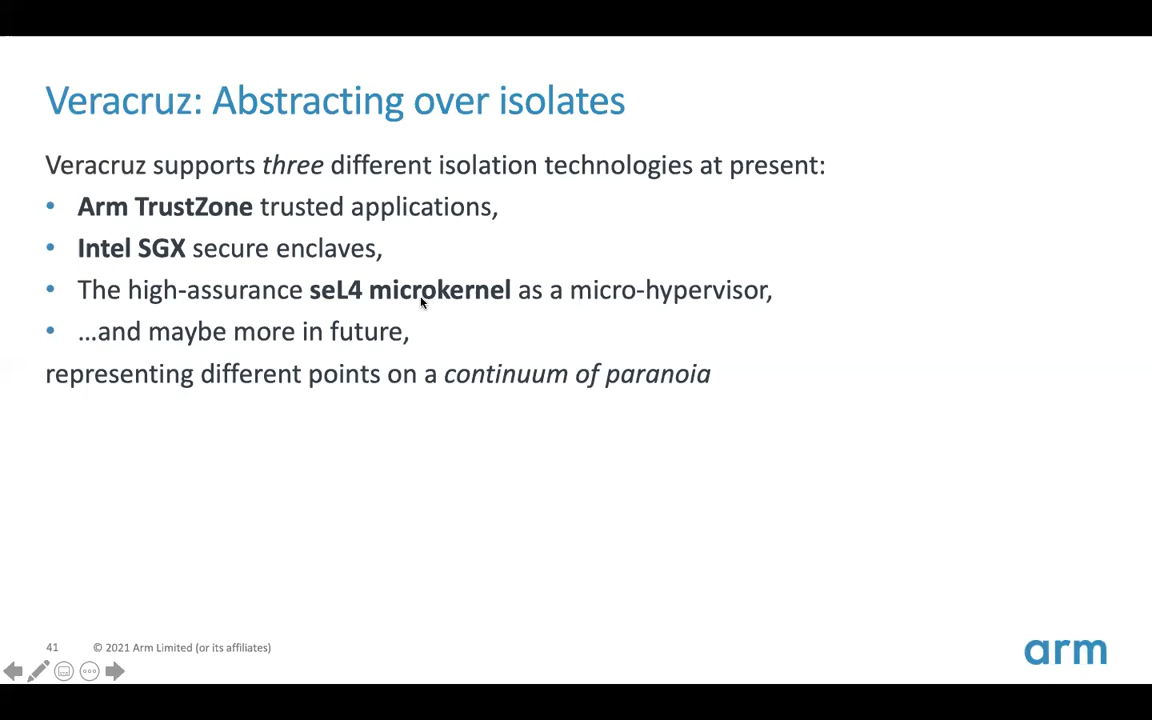 Veracruz: Abstracting over isolates
Veracruz supports three different isolation technologies at present:
• Arm TrustZone trusted applications,
• Intel SGX secure enclaves,
• The high-assurance seL4 microkernel as a micro-hypervisor,
• …and maybe more in future,
representing different points on a continuum of paranoia
41 © 2021 Arm Limited (or its affiliates)
arm